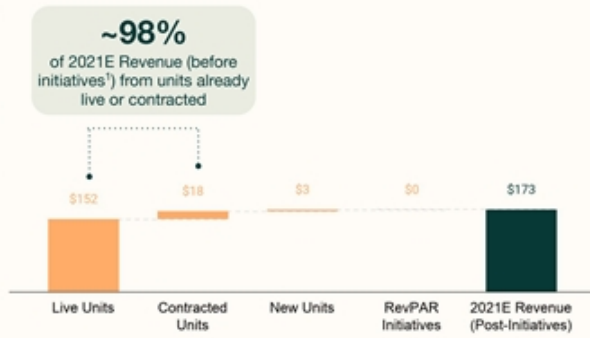 ~98%
of 2021E Revenue (before
initiatives¹) from units already
live or contracted
$152
$18
$3
$0
$173
Live Units
Contracted
Units
New Units
RevPAR
Initiatives
2021E Revenue
(Post-Initiatives)